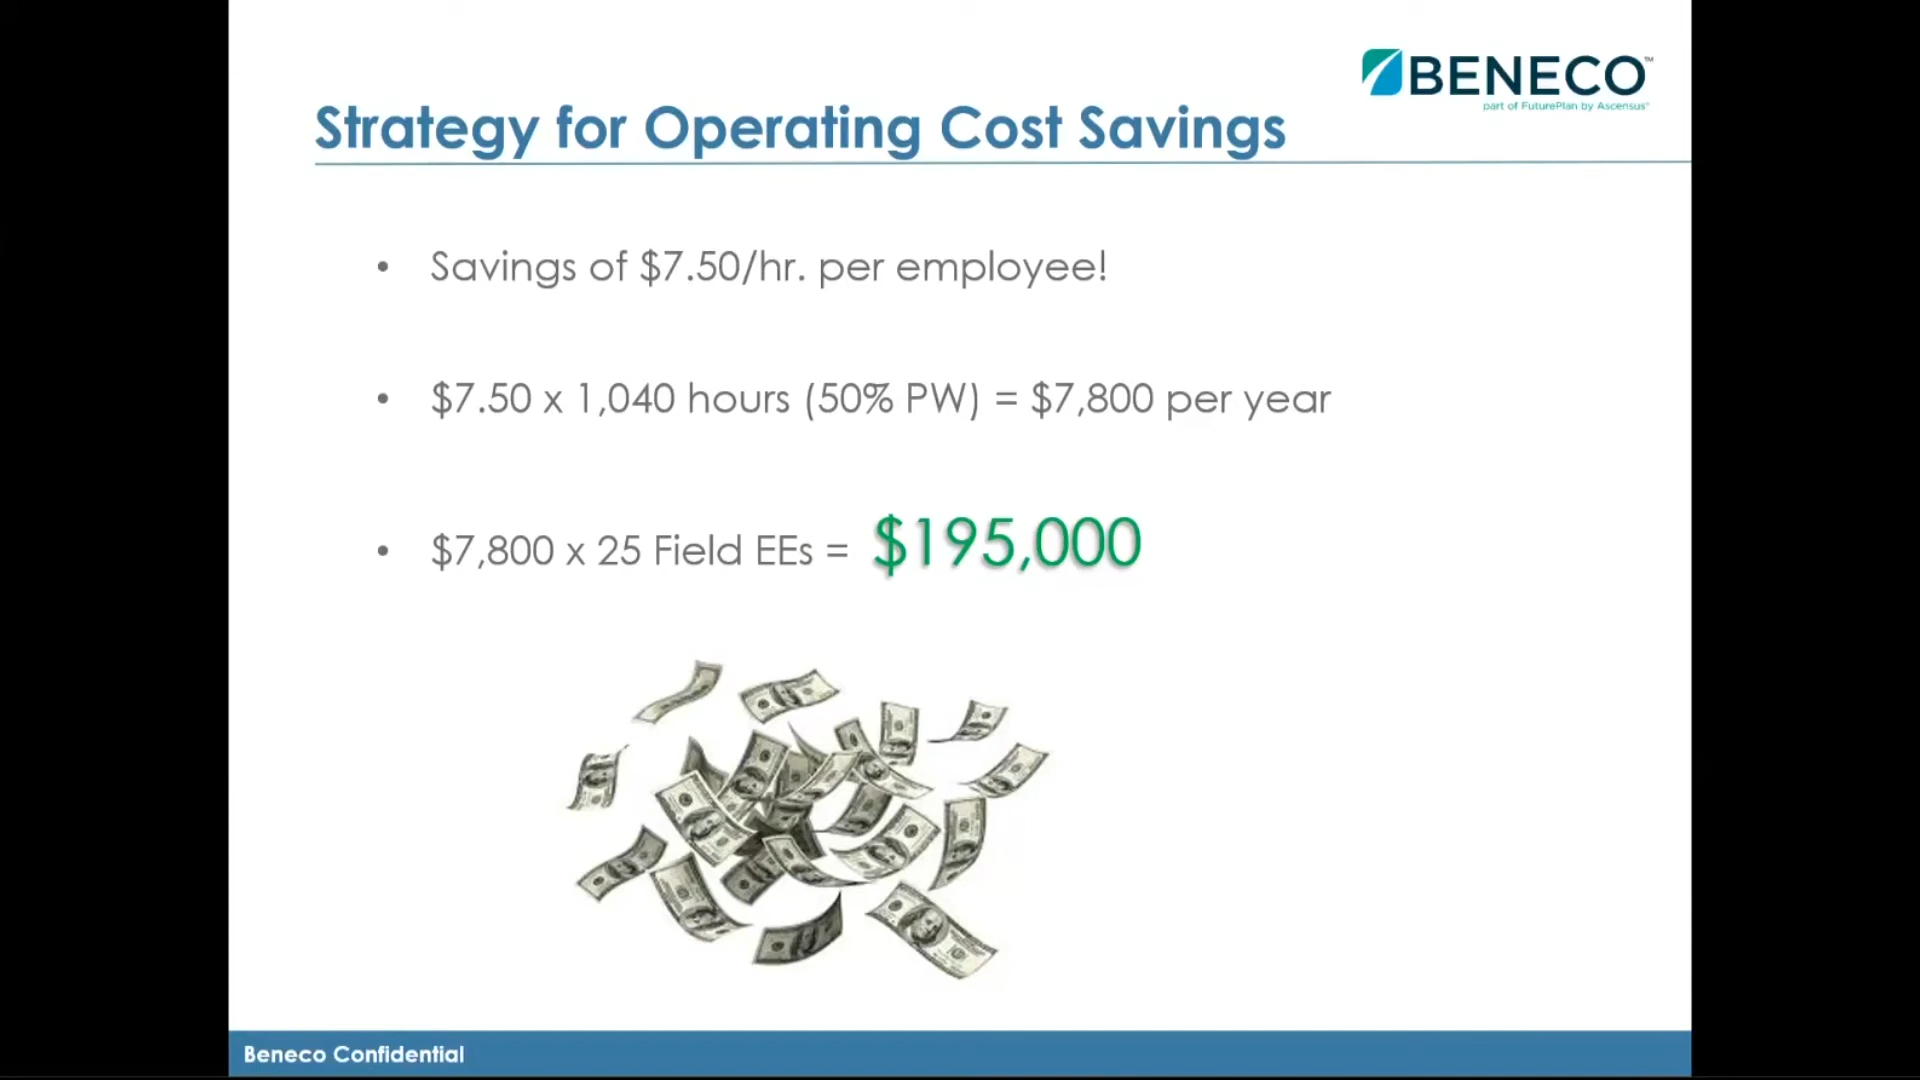 BENECO™
part of FuturePlan by Ascensus®
Strategy for Operating Cost Savings
• Savings of $7.50/hr. per employee!
• $7.50 x 1,040 hours (50% PW) = $7,800 per year
• $7,800 x 25 Field EEs = $195,000
Beneco Confidential